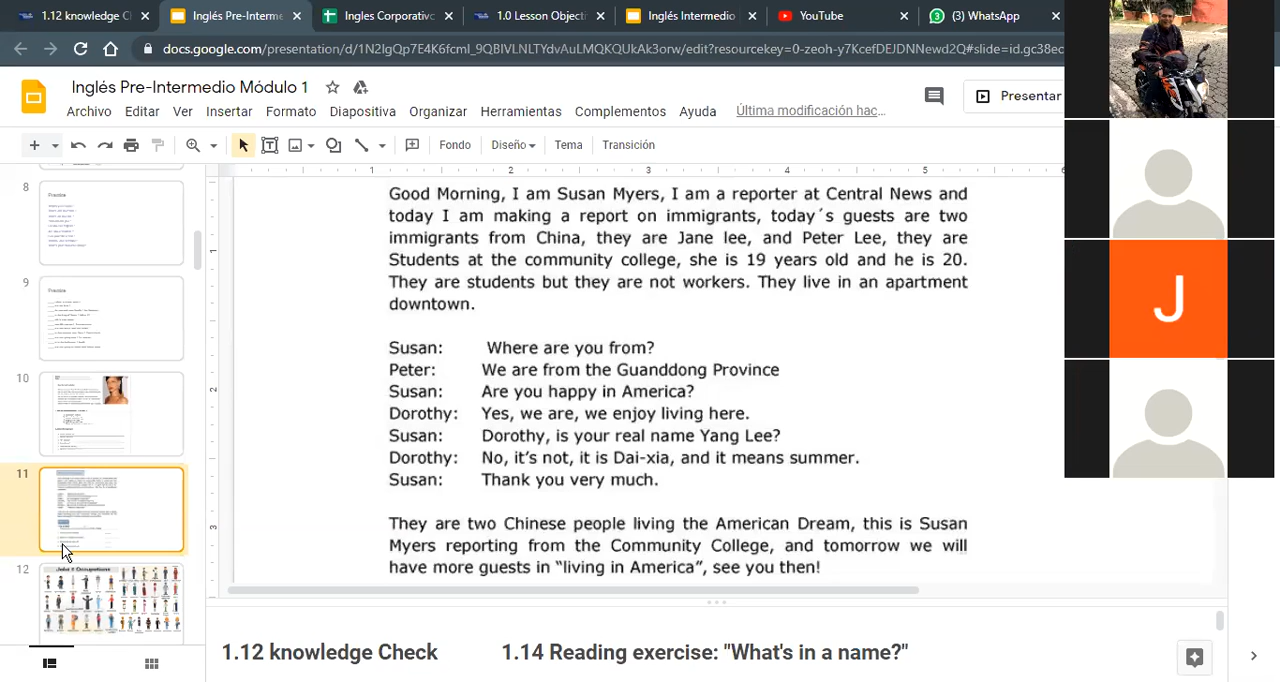 1.12 knowledge C
Inglés Pre-Interme
Ingles Corporativo
1.0 Lesson Objecti
Inglés Intermedio
YouTube
(3) WhatsApp
docs.google.com/presentation/d/1N2IgQp7E4K6fcml_9QBIVLNLTYdvAuLMQKQUkAk3orw/edit?resourcekey=0-zeoh-y7KcefDEJDNNewd2Q#slide=id.gc38ec
Inglés Pre-Intermedio Módulo 1
Archivo Editar Ver Insertar Formato Diapositiva Organizar Herramientas Complementos Ayuda Última modificación hac…
Presentar
Fondo Diseño Tema Transición
1 2 3 4 5
8
Practice
9
Practice
10
11
12
Jobs & Occupations
1
2
3
Good Morning. I am Susan Myers, I am a reporter at Central News and
today I am making a report on immigrants, today´s guests are two
immigrants from China, they are Jane lee, and Peter Lee, they are
Students at the community college, she is 19 years old and he is 20.
They are students but they are not workers. They live in an apartment
downtown.
Susan: Where are you from?
Peter: We are from the Guanddong Province
Susan: Are you happy in America?
Dorothy: Yes, we are, we enjoy living here.
Susan: Dorothy, is your real name Yang Lee?
Dorothy: No, it's not, it is Dai-xia, and it means summer.
Susan: Thank you very much.
They are two Chinese people living the American Dream, this is Susan
Myers reporting from the Community College, and tomorrow we will
have more guests in "living in America", see you then!
1.12 knowledge Check 1.14 Reading exercise: "What's in a name?"
J